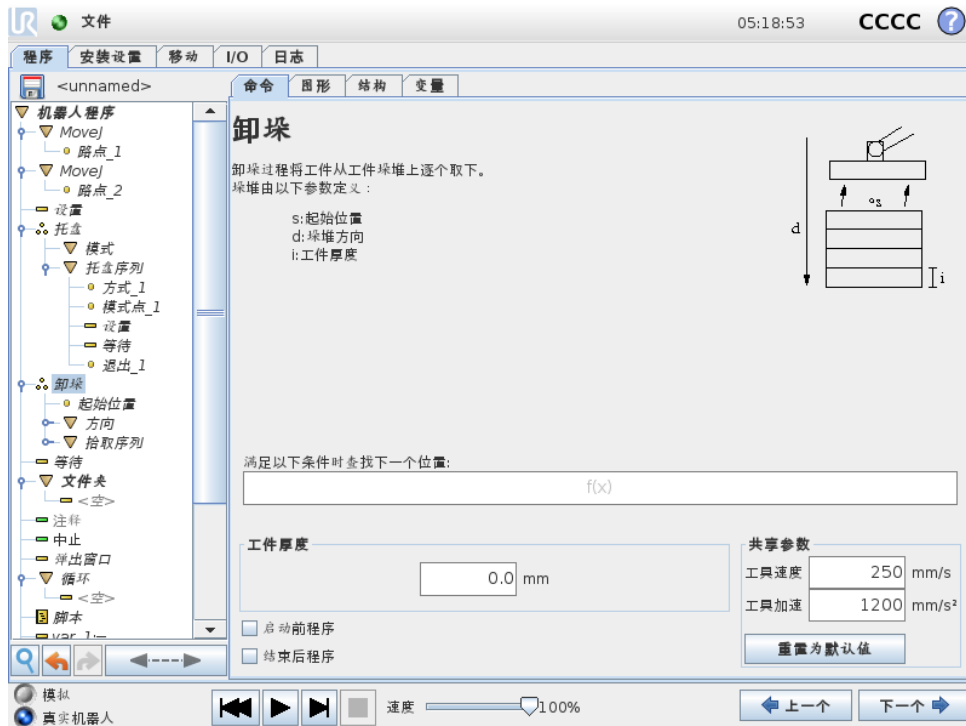 UR 文件 05:18:53 CCCC ?
程序 安装设置 移动 I/O 日志
<unnamed>
命令 图形 结构 变量
机器人程序
MoveJ
路点_1
MoveJ
路点_2
设置
托盘
模式
托盘序列
方式_1
模式点_1
设置
等待
退出_1
卸垛
起始位置
方向
拾取序列
等待
文件夹
<空>
注释
中止
弹出窗口
循环
<空>
脚本
var_1:=
卸垛
卸垛过程将工件从工件垛堆上逐个取下。
垛堆由以下参数定义：
s:起始位置
d:垛堆方向
i:工件厚度
s
d
i
满足以下条件时查找下一个位置:
f(x)
工件厚度
0.0 mm
启动前程序
结束后程序
共享参数
工具速度 250 mm/s
工具加速 1200 mm/s²
重置为默认值
模拟
真实机器人
速度 100%
上一个 下一个